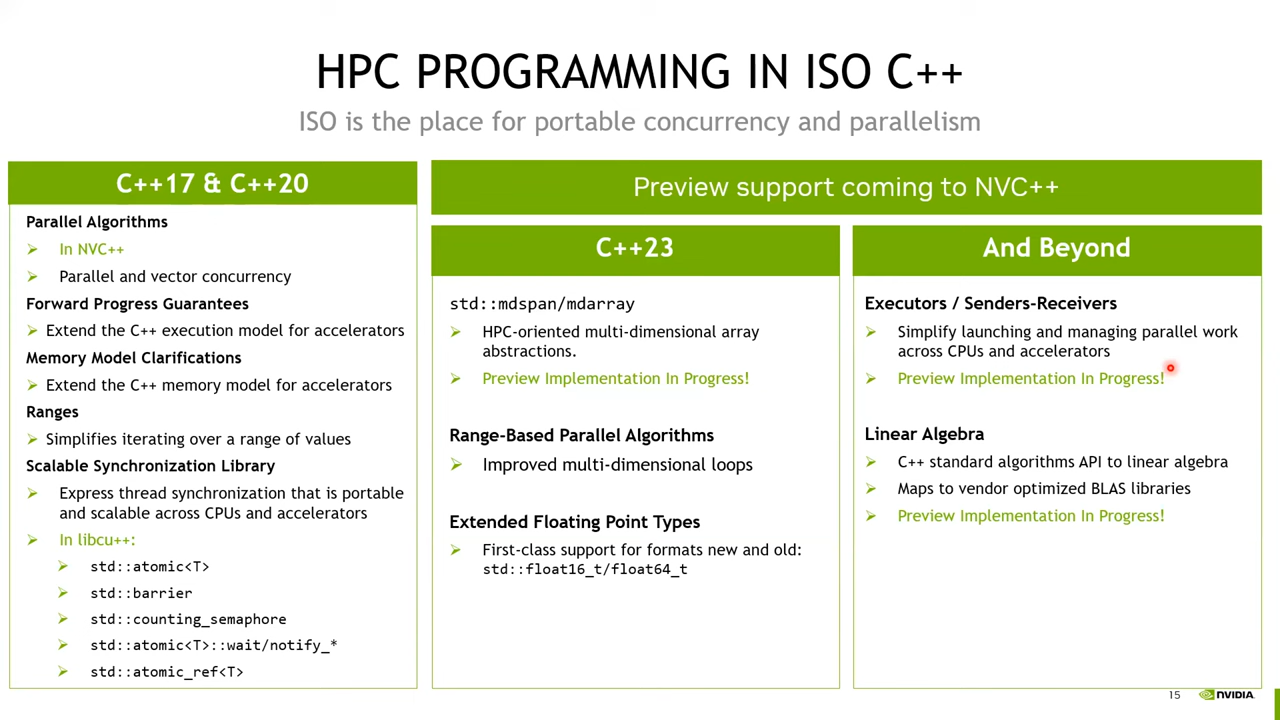 HPC PROGRAMMING IN ISO C++
ISO is the place for portable concurrency and parallelism
C++17 & C++20
Parallel Algorithms
➢ In NVC++
➢ Parallel and vector concurrency
Forward Progress Guarantees
➢ Extend the C++ execution model for accelerators
Memory Model Clarifications
➢ Extend the C++ memory model for accelerators
Ranges
➢ Simplifies iterating over a range of values
Scalable Synchronization Library
➢ Express thread synchronization that is portable
and scalable across CPUs and accelerators
➢ In libcu++:
➢ std::atomic<T>
➢ std::barrier
➢ std::counting_semaphore
➢ std::atomic<T>::wait/notify_*
➢ std::atomic_ref<T>
Preview support coming to NVC++
C++23
std::mdspan/mdarray
➢ HPC-oriented multi-dimensional array
abstractions.
➢ Preview Implementation In Progress!
Range-Based Parallel Algorithms
➢ Improved multi-dimensional loops
Extended Floating Point Types
➢ First-class support for formats new and old:
std::float16_t/float64_t
And Beyond
Executors / Senders-Receivers
➢ Simplify launching and managing parallel work
across CPUs and accelerators
➢ Preview Implementation In Progress!
Linear Algebra
➢ C++ standard algorithms API to linear algebra
➢ Maps to vendor optimized BLAS libraries
➢ Preview Implementation In Progress!
15 NVIDIA.